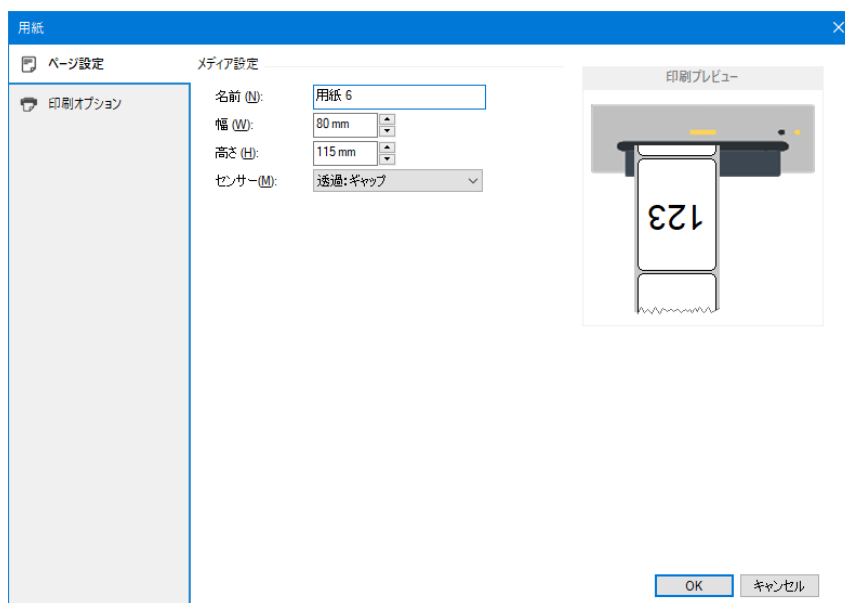 用紙
ページ設定
印刷オプション
メディア設定
名前 (N): 用紙 6
幅 (W): 80 mm
高さ (H): 115 mm
センサー(M): 透過:ギャップ
印刷プレビュー
123
OK キャンセル